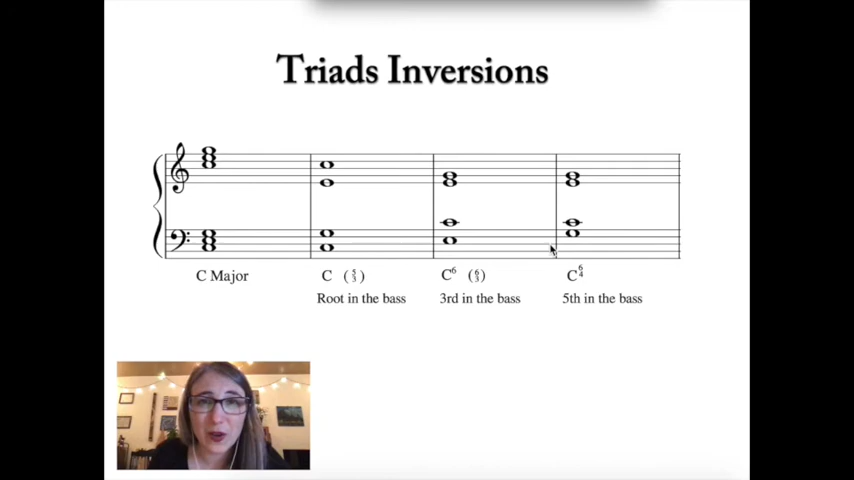 Triads Inversions
C Major C (5 3) C6 (6 3) C6 4
Root in the bass 3rd in the bass 5th in the bass